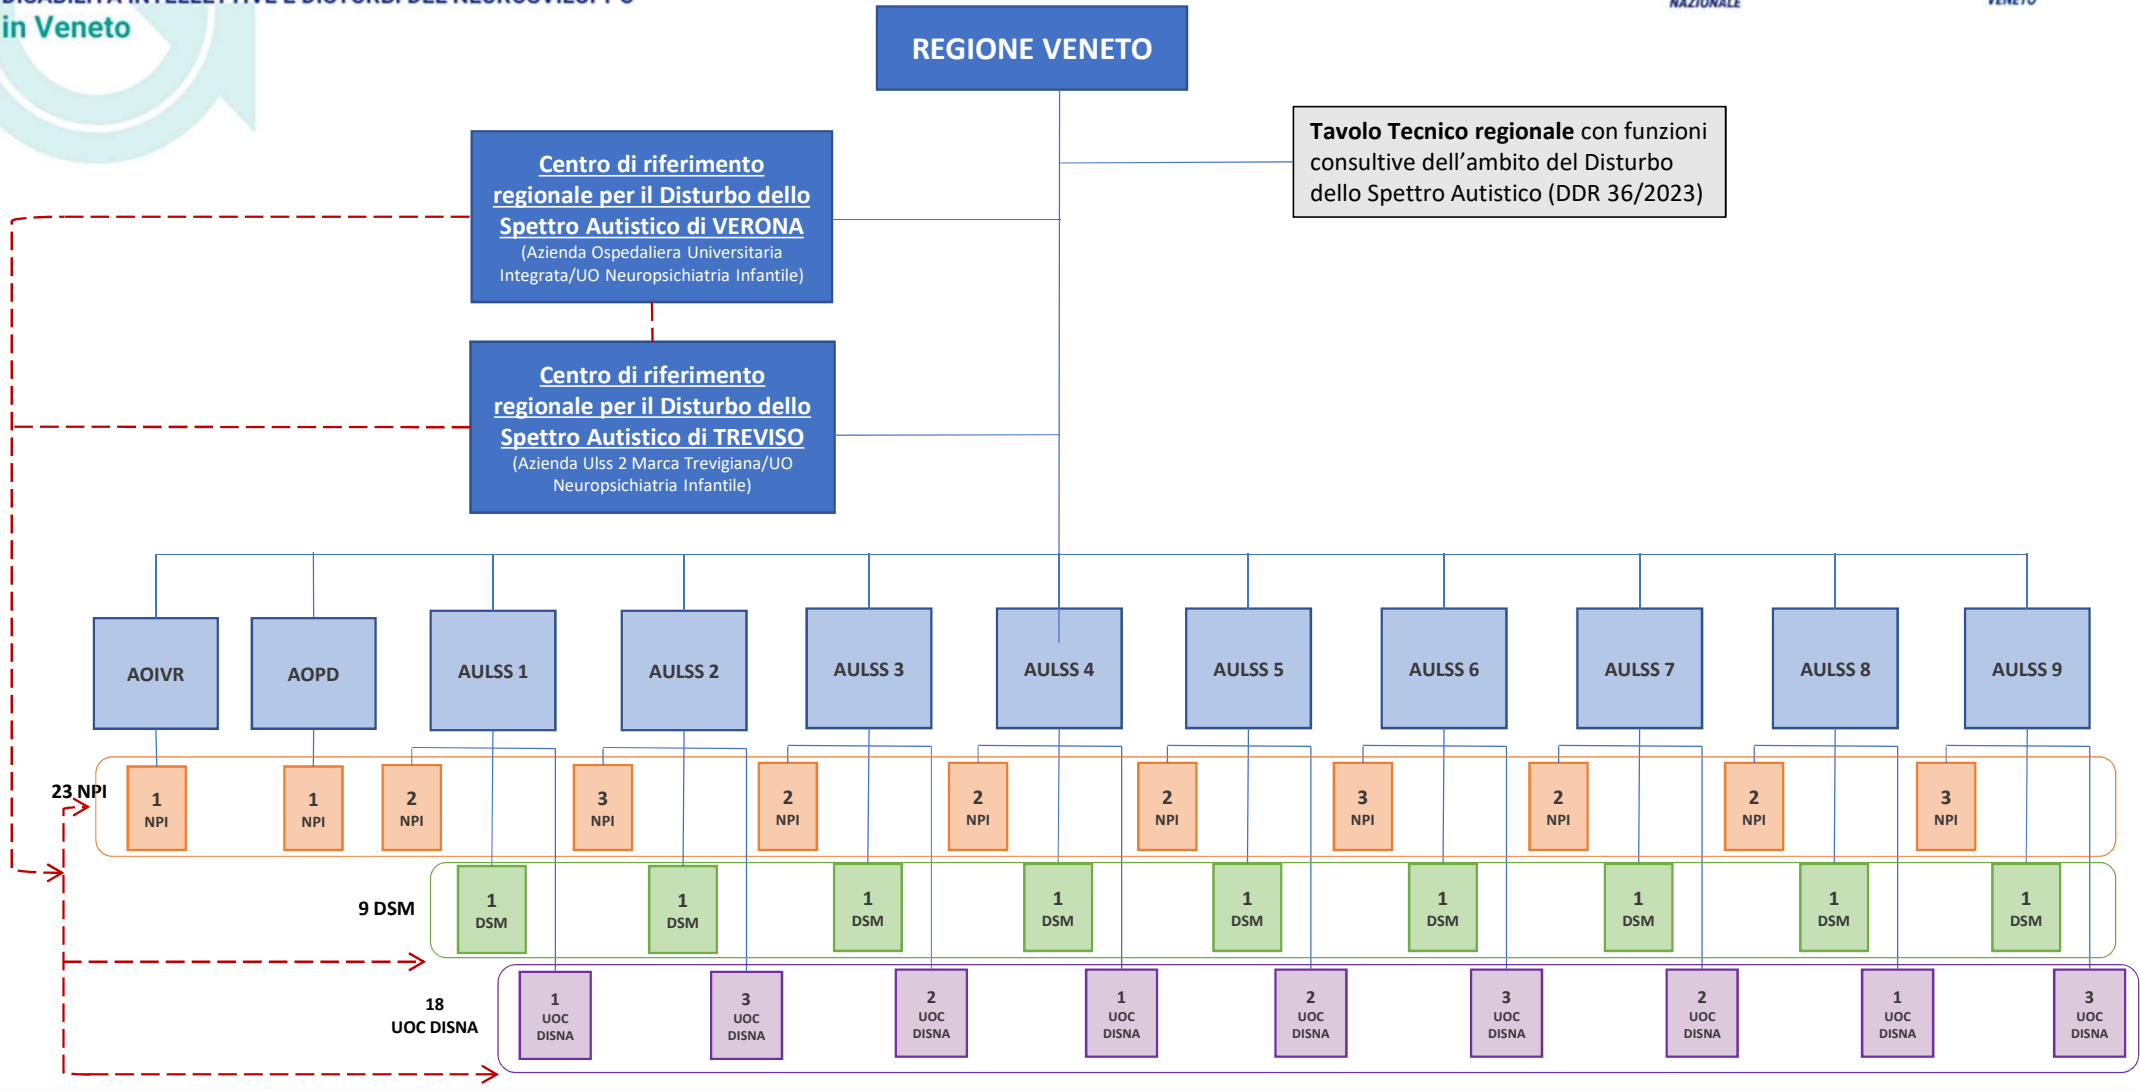 DISABILITÀ INTELLETTIVE E DISTURBI DEL NEUROSVILUPPO
in Veneto
NAZIONALE
VENETO
REGIONE VENETO
Tavolo Tecnico regionale con funzioni
consultive dell'ambito del Disturbo
dello Spettro Autistico (DDR 36/2023)
Centro di riferimento
regionale per il Disturbo dello
Spettro Autistico di VERONA
(Azienda Ospedaliera Universitaria
Integrata/UO Neuropsichiatria Infantile)
Centro di riferimento
regionale per il Disturbo dello
Spettro Autistico di TREVISO
(Azienda Ulss 2 Marca Trevigiana/UO
Neuropsichiatria Infantile)
AOIVR
AOPD
AULSS 1
AULSS 2
AULSS 3
AULSS 4
AULSS 5
AULSS 6
AULSS 7
AULSS 8
AULSS 9
23 NPI
1
NPI
1
NPI
2
NPI
3
NPI
2
NPI
2
NPI
2
NPI
3
NPI
2
NPI
2
NPI
3
NPI
9 DSM
1
DSM
1
DSM
1
DSM
1
DSM
1
DSM
1
DSM
1
DSM
1
DSM
1
DSM
18
UOC DISNA
1
UOC
DISNA
3
UOC
DISNA
2
UOC
DISNA
1
UOC
DISNA
2
UOC
DISNA
3
UOC
DISNA
2
UOC
DISNA
1
UOC
DISNA
3
UOC
DISNA